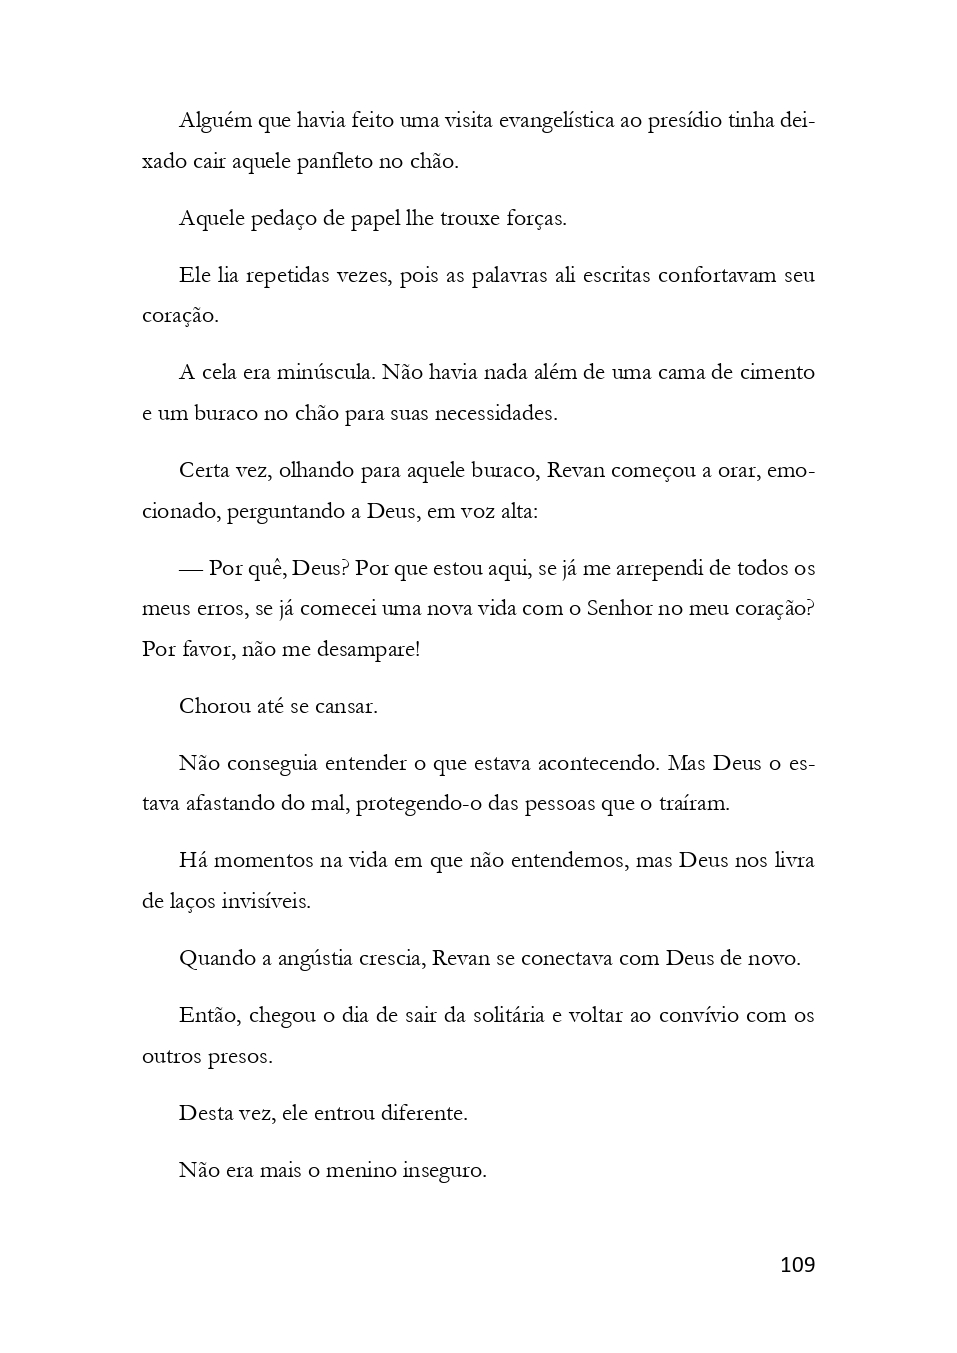 Alguém que havia feito uma visita evangelística ao presídio tinha dei-
xado cair aquele panfleto no chão.
Aquele pedaço de papel lhe trouxe forças.
Ele lia repetidas vezes, pois as palavras ali escritas confortavam seu
coração.
A cela era minúscula. Não havia nada além de uma cama de cimento
e um buraco no chão para suas necessidades.
Certa vez, olhando para aquele buraco, Revan começou a orar, emo-
cionado, perguntando a Deus, em voz alta:
— Por quê, Deus? Por que estou aqui, se já me arrependi de todos os
meus erros, se já comecei uma nova vida com o Senhor no meu coração?
Por favor, não me desampare!
Chorou até se cansar.
Não conseguia entender o que estava acontecendo. Mas Deus o es-
tava afastando do mal, protegendo-o das pessoas que o traíram.
Há momentos na vida em que não entendemos, mas Deus nos livra
de laços invisíveis.
Quando a angústia crescia, Revan se conectava com Deus de novo.
Então, chegou o dia de sair da solitária e voltar ao convívio com os
outros presos.
Desta vez, ele entrou diferente.
Não era mais o menino inseguro.
109